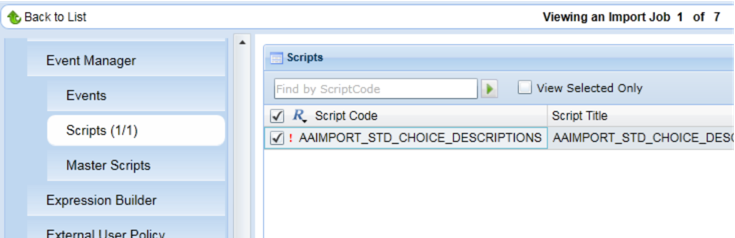 Back to List
Viewing an Import Job 1 of 7
Event Manager
Events
Scripts (1/1)
Master Scripts
Expression Builder
External User Policy
Scripts
Find by ScriptCode
View Selected Only
R Script Code Script Title
! AAIMPORT_STD_CHOICE_DESCRIPTIONS AAIMPORT_STD_CHOICE_DESC